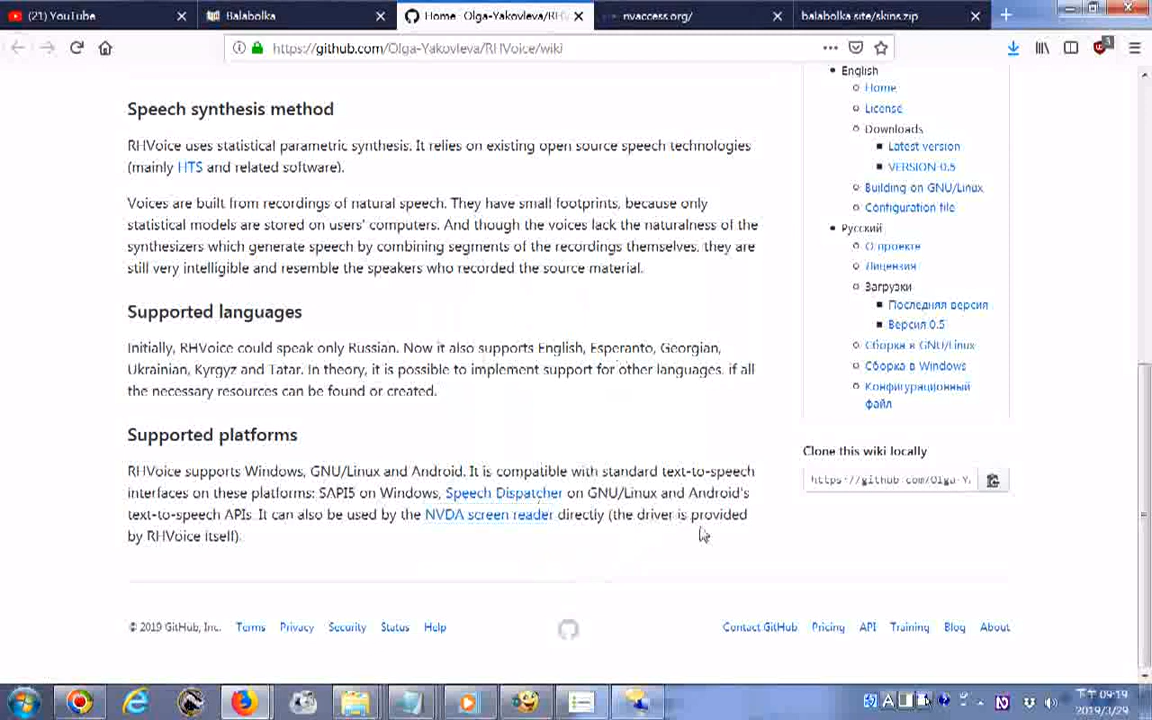 (21) YouTube
Balabolka
Home · Olga-Yakovleva/RHV
nvaccess.org/
balabolka.site/skins.zip
https://github.com/Olga-Yakovleva/RHVoice/wiki
3
Speech synthesis method
RHVoice uses statistical parametric synthesis. It relies on existing open source speech technologies
(mainly HTS and related software).
Voices are built from recordings of natural speech. They have small footprints, because only
statistical models are stored on users' computers. And though the voices lack the naturalness of the
synthesizers which generate speech by combining segments of the recordings themselves, they are
still very intelligible and resemble the speakers who recorded the source material.
Supported languages
Initially, RHVoice could speak only Russian. Now it also supports English, Esperanto, Georgian,
Ukrainian, Kyrgyz and Tatar. In theory, it is possible to implement support for other languages, if all
the necessary resources can be found or created.
Supported platforms
RHVoice supports Windows, GNU/Linux and Android. It is compatible with standard text-to-speech
interfaces on these platforms: SAPI5 on Windows, Speech Dispatcher on GNU/Linux and Android's
text-to-speech APIs. It can also be used by the NVDA screen reader directly (the driver is provided
by RHVoice itself).
English
Home
License
Downloads
Latest version
VERSION-0.5
Building on GNU/Linux
Configuration file
Русский
О проекте
Лицензия
Загрузки
Последняя версия
Версия 0.5
Сборка в GNU/Linux
Сборка в Windows
Конфигурационный
файл
Clone this wiki locally
https://github.com/Olga-Y
© 2019 GitHub, Inc.
Terms
Privacy
Security
Status
Help
Contact GitHub
Pricing
API
Training
Blog
About
下午 09:19
2019/3/29